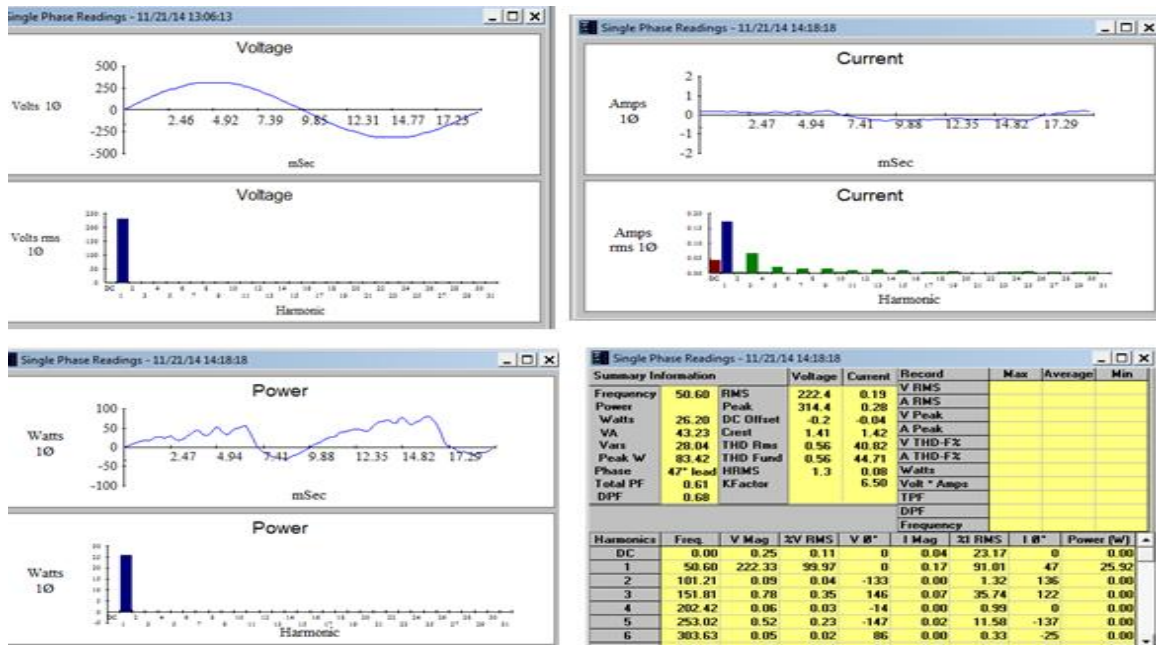 Single Phase Readings - 11/21/14 13:06:13
Voltage
500
250
0
-250
-500
Volts 1Ø
2.46 4.92 7.39 9.85 12.31 14.77 17.23
mSec
Voltage
Volts rms
1Ø
Harmonic
Single Phase Readings - 11/21/14 14:18:18
Current
2
1
0
-1
-2
Amps
1Ø
2.47 4.94 7.41 9.88 12.35 14.82 17.29
mSec
Current
Amps
rms 1Ø
Harmonic
Single Phase Readings - 11/21/14 14:18:18
Power
100
50
0
-50
-100
Watts
1Ø
2.47 4.94 7.41 9.88 12.35 14.82 17.29
mSec
Power
Watts
1Ø
Harmonic
Single Phase Readings - 11/21/14 14:18:18
Summary Information Voltage Current Record Max Average Min
Frequency 50.60 RMS 222.4 0.19 V RMS
Power Peak 314.4 0.28 A RMS
Watts 26.20 DC Offset -0.2 -0.04 V Peak
VA 43.23 Crest 1.41 1.42 A Peak
Vars 28.04 THD Rms 0.56 40.82 V THD-F%
Peak W 83.42 THD Fund 0.56 44.71 A THD-F%
Phase 47° lead HRMS 1.3 0.08 Watts
Total PF 0.61 KFactor 6.50 Volt * Amps
DPF 0.68 TPF
DPF
Frequency
Harmonics Freq. V Mag %V RMS V Ø° I Mag %I RMS I Ø° Power (W)
DC 0.00 0.25 0.11 0 0.04 23.17 0 0.00
1 50.60 222.33 99.97 0 0.17 91.01 47 25.92
2 101.21 0.09 0.04 -133 0.00 1.32 136 0.00
3 151.81 0.78 0.35 146 0.07 35.74 122 0.00
4 202.42 0.06 0.03 -14 0.00 0.99 0 0.00
5 253.02 0.52 0.23 -147 0.02 11.58 -137 0.00
6 303.63 0.05 0.02 86 0.00 0.33 -25 0.00